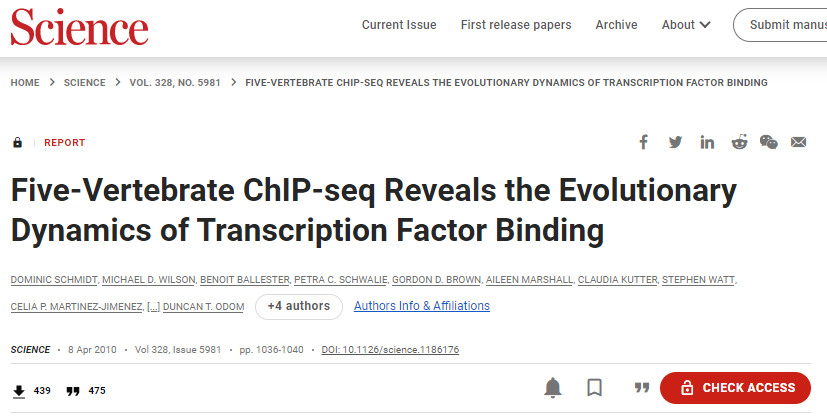 Science
Current Issue First release papers Archive About Submit manus
HOME > SCIENCE > VOL. 328, NO. 5981 > FIVE-VERTEBRATE CHIP-SEQ REVEALS THE EVOLUTIONARY DYNAMICS OF TRANSCRIPTION FACTOR BINDING
REPORT
Five-Vertebrate ChIP-seq Reveals the Evolutionary
Dynamics of Transcription Factor Binding
DOMINIC SCHMIDT, MICHAEL D. WILSON, BENOIT BALLESTER, PETRA C. SCHWALIE, GORDON D. BROWN, AILEEN MARSHALL, CLAUDIA KUTTER, STEPHEN WATT,
CELIA P. MARTINEZ-JIMENEZ, [...] DUNCAN T. ODOM +4 authors Authors Info & Affiliations
SCIENCE · 8 Apr 2010 · Vol 328, Issue 5981 · pp. 1036-1040 · DOI: 10.1126/science.1186176
439 475 CHECK ACCESS